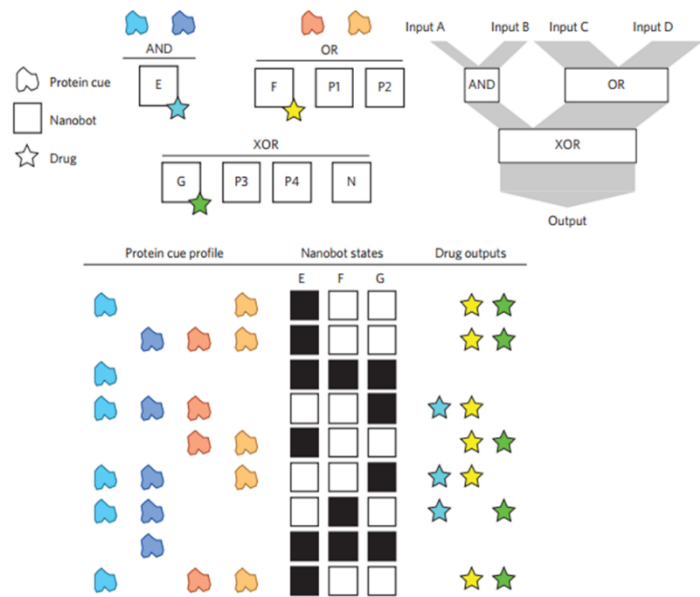 Input A Input B Input C Input D
AND OR
Protein cue E F P1 P2 AND OR
Nanobot
Drug
XOR XOR
G P3 P4 N
Output
Protein cue profile Nanobot states Drug outputs
E F G